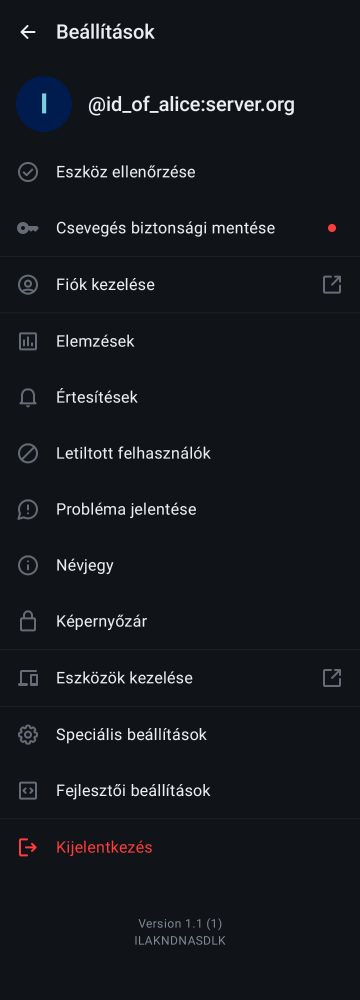 Beállítások
I
@id_of_alice:server.org
Eszköz ellenőrzése
Csevegés biztonsági mentése
Fiók kezelése
Elemzések
Értesítések
Letiltott felhasználók
Probléma jelentése
Névjegy
Képernyőzár
Eszközök kezelése
Speciális beállítások
Fejlesztői beállítások
Kijelentkezés
Version 1.1 (1)
ILAKNDNASDLK